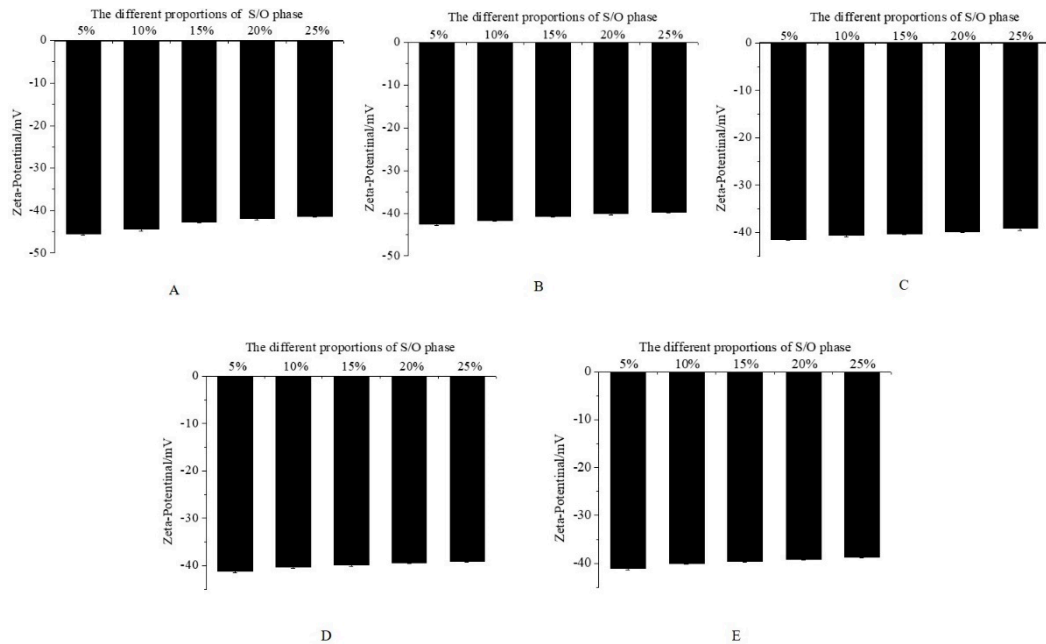 The different proportions of S/O phase
5% 10% 15% 20% 25%
0
-10
-20
-30
-40
-50
Zeta-Potentinal/mV
A
The different proportions of S/O phase
5% 10% 15% 20% 25%
0
-10
-20
-30
-40
-50
Zeta-Potentinal/mV
B
The different proportions of S/O phase
5% 10% 15% 20% 25%
0
-10
-20
-30
-40
Zeta-Potentinal/mV
C
The different proportions of S/O phase
5% 10% 15% 20% 25%
0
-10
-20
-30
-40
Zeta-Potentinal/mV
D
The different proportions of S/O phase
5% 10% 15% 20% 25%
0
-10
-20
-30
-40
Zeta-Potentinal/mV
E